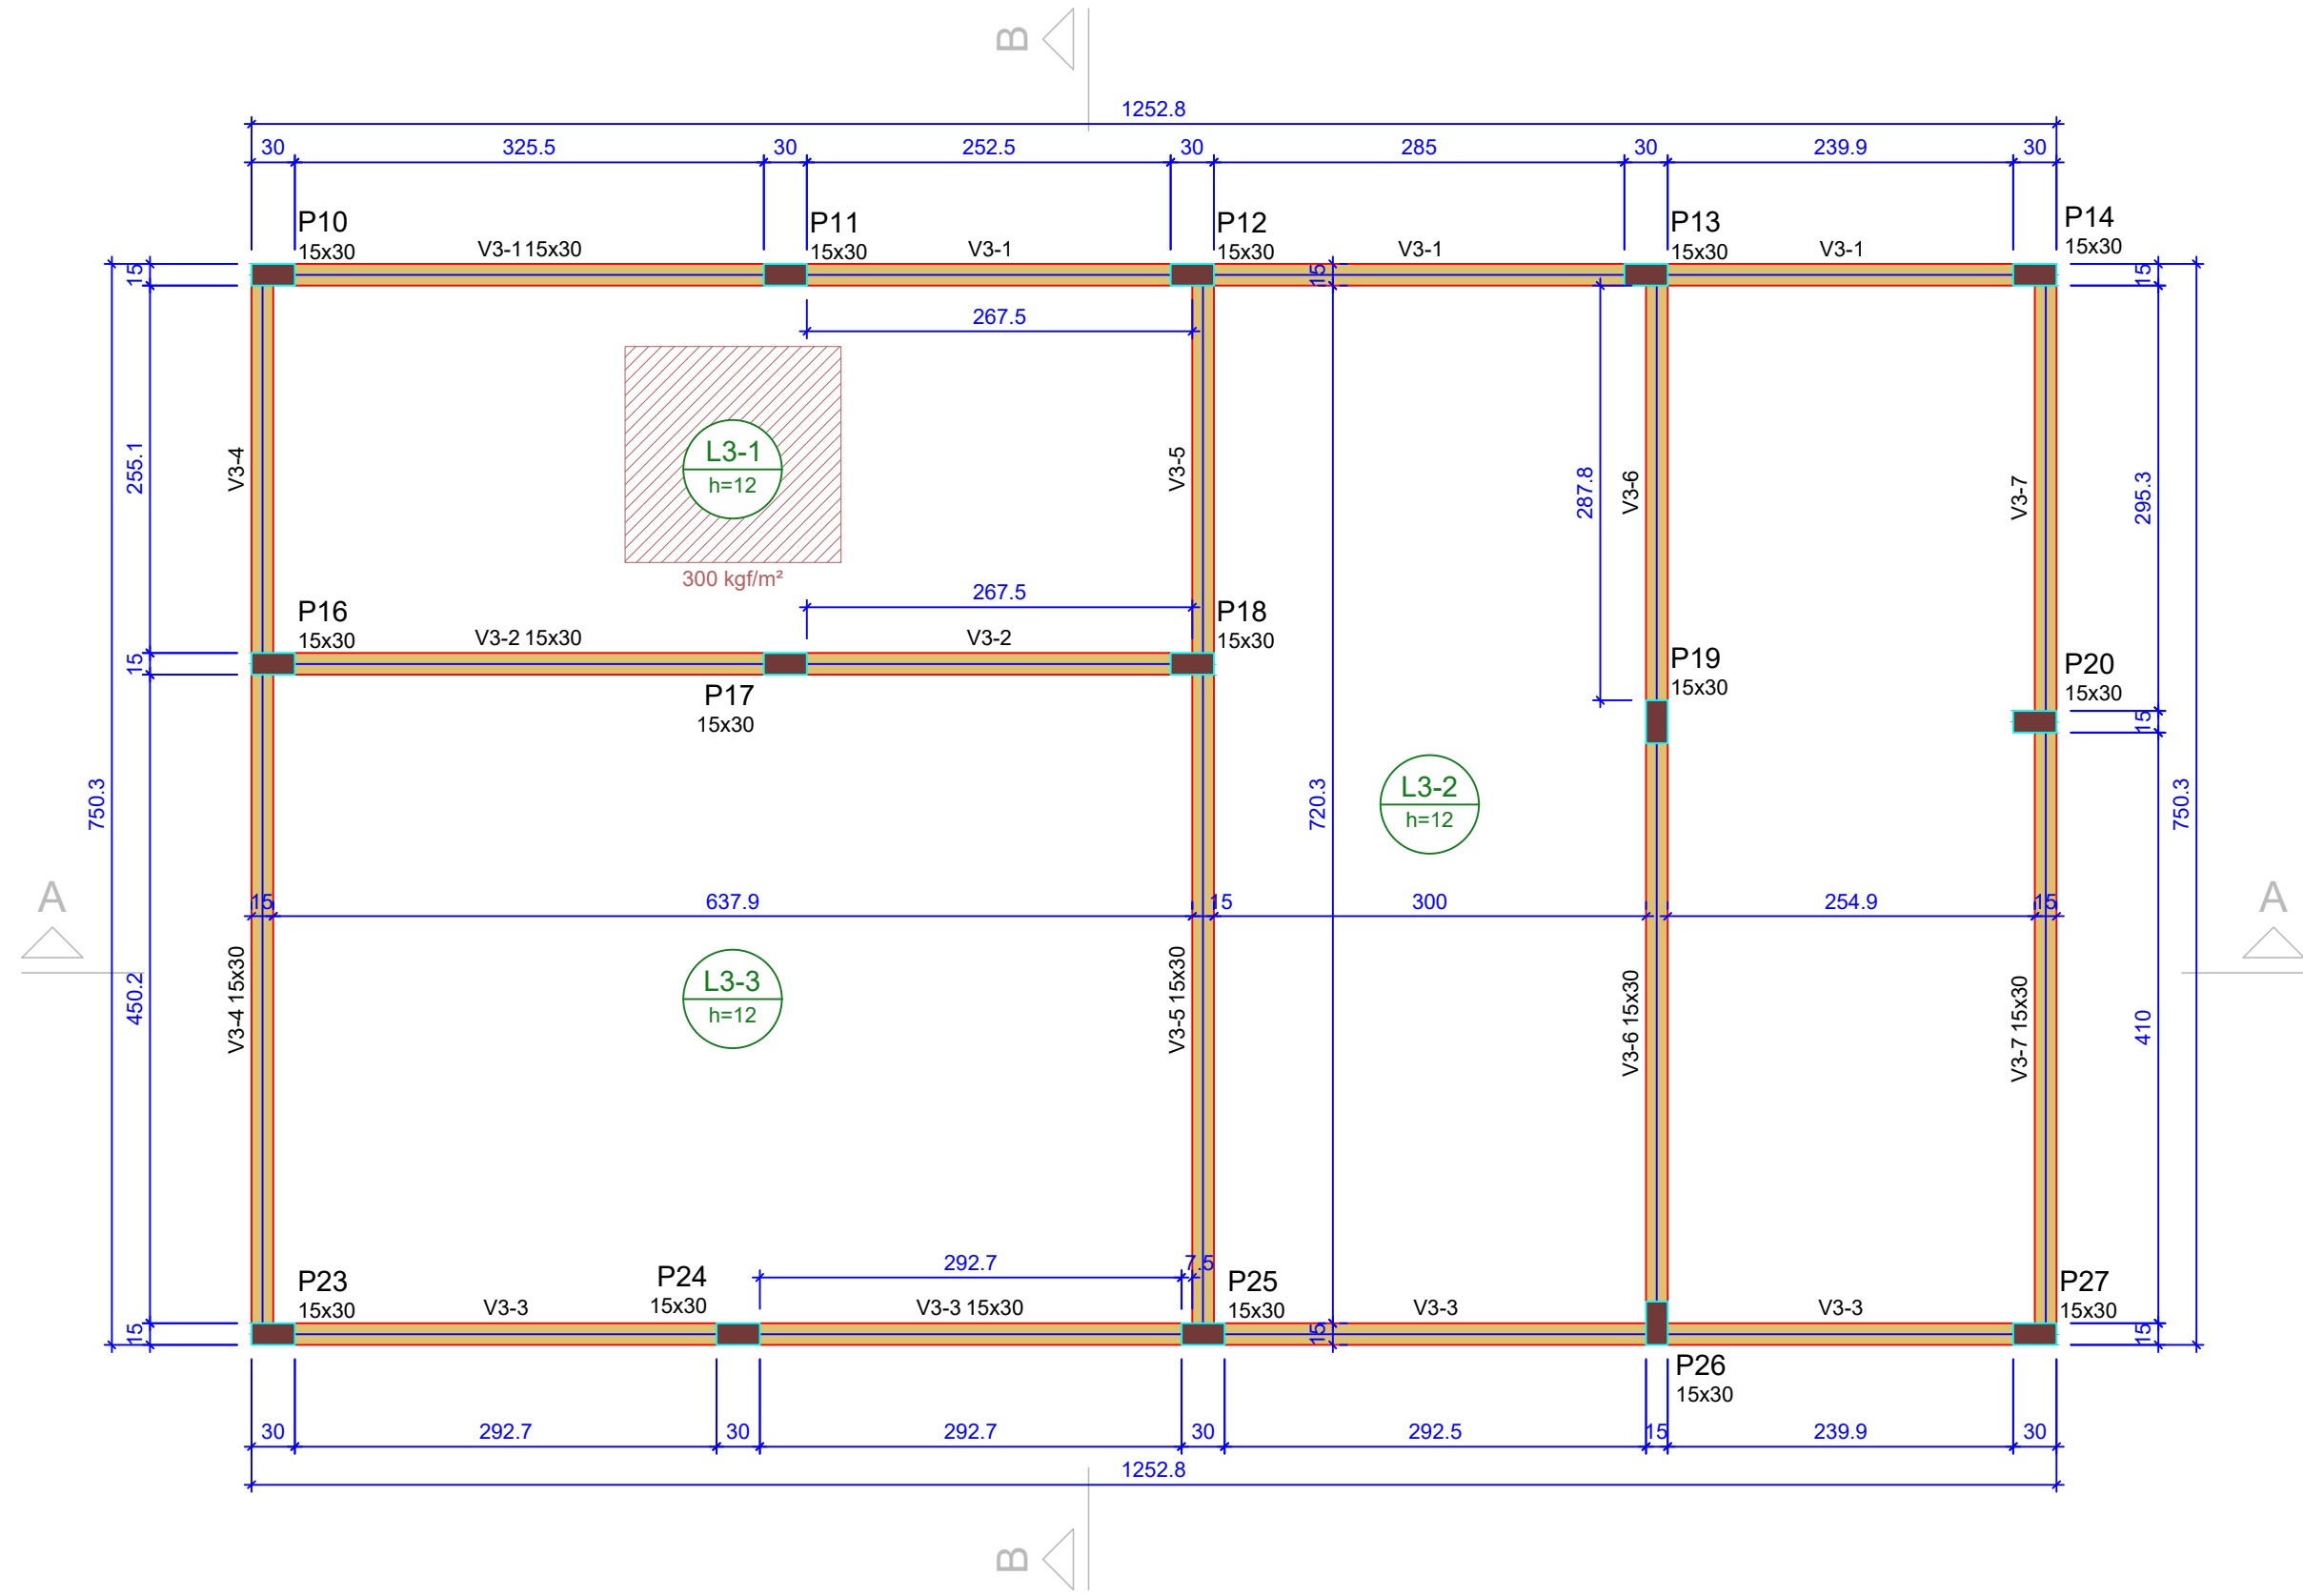 B
1252.8
30 325.5 30 252.5 30 285 30 239.9 30
P10
15x30
V3-1 15x30
P11
15x30
V3-1
P12
15x30
V3-1
P13
15x30
V3-1
P14
15x30
15
15
15
267.5
L3-1
h=12
300 kgf/m²
255.1
V3-4
V3-5
287.8
V3-6
V3-7
295.3
267.5
P16
15x30
V3-2 15x30
V3-2
P18
15x30
15
P17
15x30
P19
15x30
P20
15x30
15
750.3
720.3
L3-2
h=12
750.3
A
A
15 637.9 15 300 254.9 15
450.2
V3-4 15x30
L3-3
h=12
V3-5 15x30
V3-6 15x30
V3-7 15x30
410
292.7 7.5
P23
15x30
V3-3
P24
15x30
V3-3 15x30
P25
15x30
V3-3
V3-3
P27
15x30
15
15
15
P26
15x30
30 292.7 30 292.7 30 292.5 15 239.9 30
1252.8
B